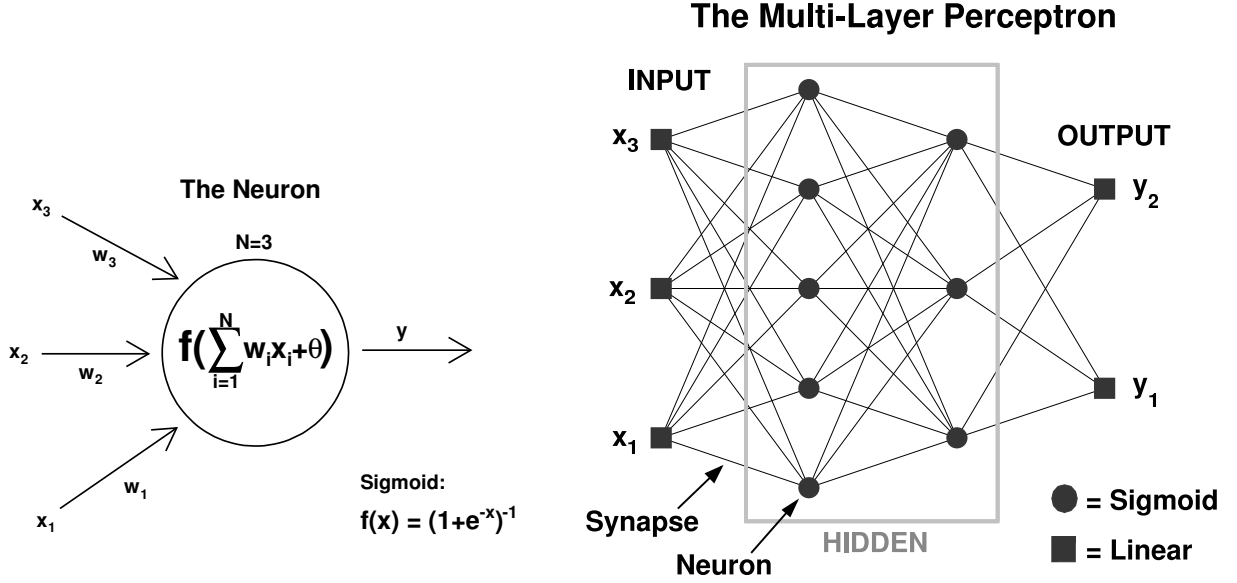 The Neuron
x3
w3
N=3
x2
w2
f(∑wixi+θ)
N
i=1
y
x1
w1
Sigmoid:
f(x) = (1+e^-x)^-1
The Multi-Layer Perceptron
INPUT
x3
x2
x1
OUTPUT
y2
y1
Synapse
Neuron
HIDDEN
= Sigmoid
= Linear